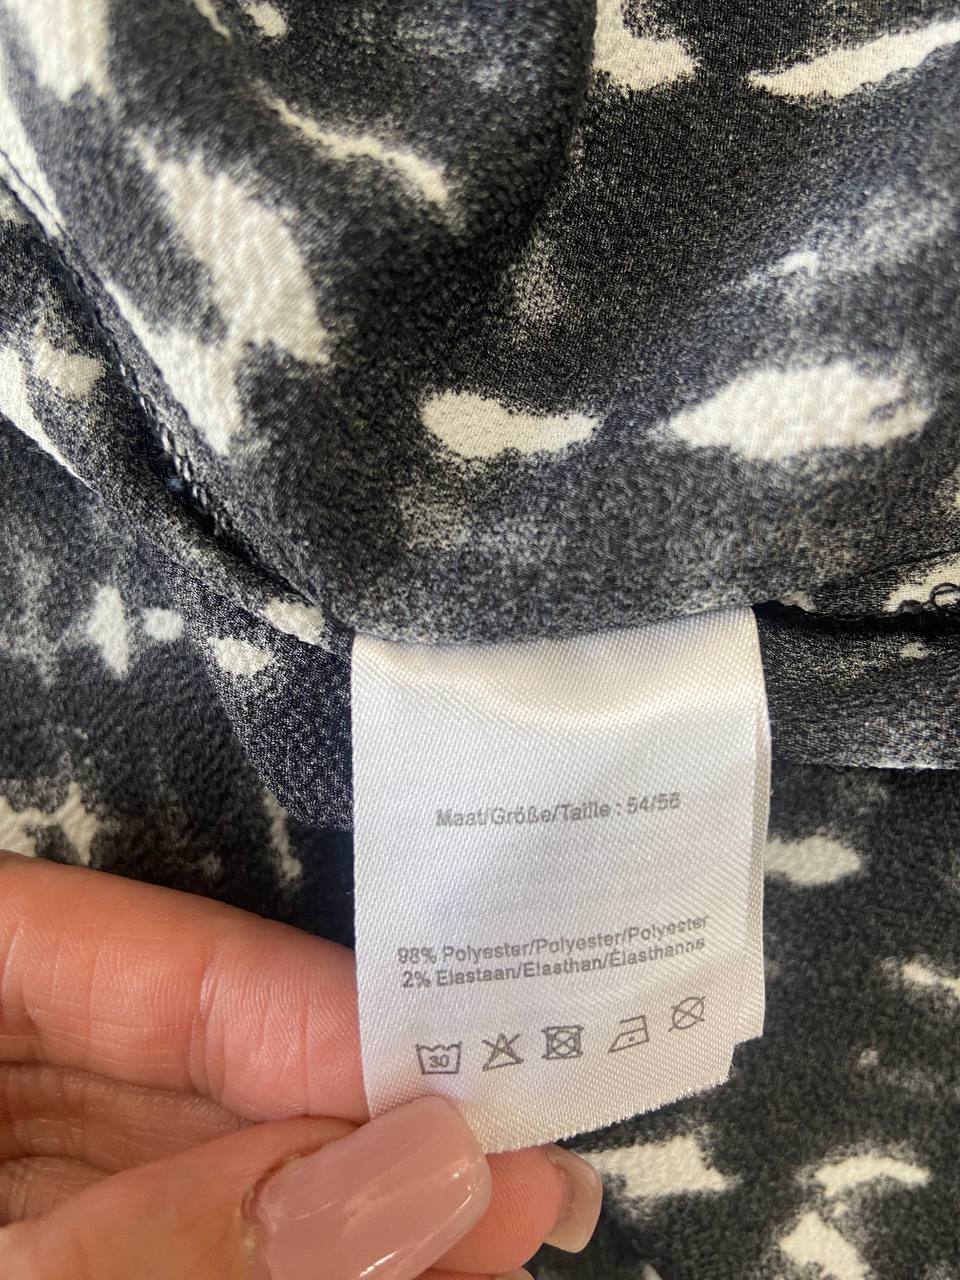 Maat/Größe/Taille : 54/56
98% Polyester/Polyester/Polyester
2% Elastaan/Elasthan/Élasthanne
30